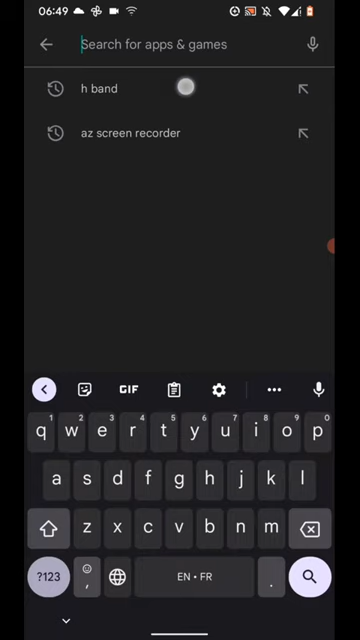 06:49
Search for apps & games
h band
az screen recorder
GIF
1 2 3 4 5 6 7 8 9 0
q w e r t y u i o p
a s d f g h j k l
z x c v b n m
?123 , EN • FR .